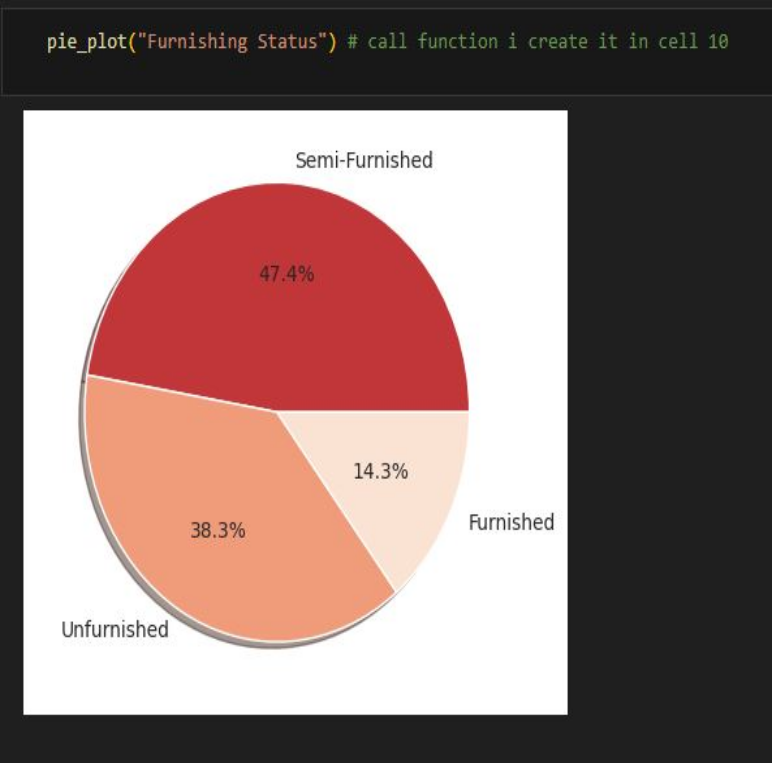 pie_plot("Furnishing Status") # call function i create it in cell 10
Semi-Furnished
47.4%
14.3%
Furnished
38.3%
Unfurnished